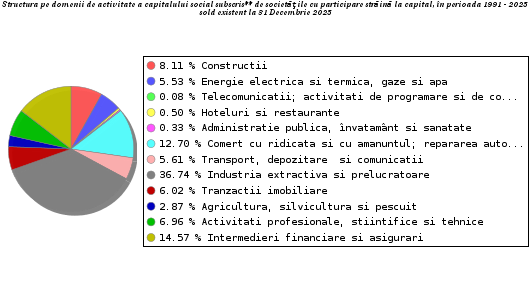 Structura pe domenii de activitate a capitalului social subscris** de societăţile cu participare străină la capital, în perioada 1991 - 2023
sold existent la 31 Decembrie 2023
8.11 % Constructii
5.53 % Energie electrica si termica, gaze si apa
0.08 % Telecomunicatii; activitati de programare si de co...
0.50 % Hoteluri si restaurante
0.33 % Administratie publica, învatamânt si sanatate
12.70 % Comert cu ridicata si cu amanuntul; repararea auto...
5.61 % Transport, depozitare si comunicatii
36.74 % Industria extractiva si prelucratoare
6.02 % Tranzactii imobiliare
2.87 % Agricultura, silvicultura si pescuit
6.96 % Activitati profesionale, stiintifice si tehnice
14.57 % Intermedieri financiare si asigurari